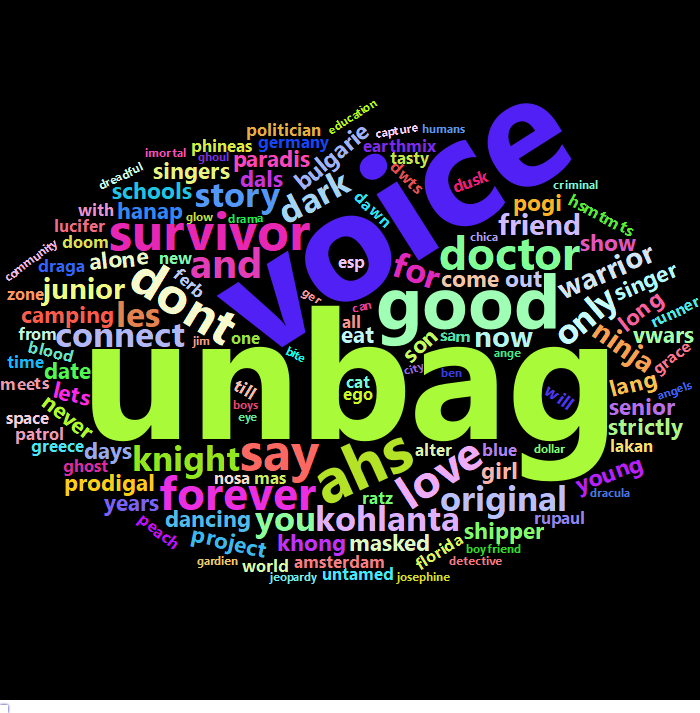 education
politician
capture
humans
phineas
germany
bulgarie
earthmix
imortal
ghoul
paradis
tasty
dreadful
singers
dals
dwts
dusk
voice
schools
story
dark
dawn
criminal
with
hanap
glow
drama
pogi
hsmtmts
lucifer
survivor
friend
chica
community
doom
alone
new
and
esp
for
doctor
show
draga
ferb
come
out
warrior
singer
zone
junior
dont
ger
can
good
only
long
camping
les
jim
one
all
eat
son
sam
now
ninja
runner
from
connect
vwars
blood
unbag
bite
ange
grace
time
date
cat
city
ben
lang
angels
meets
lets
till
ego
will
senior
space
never
boys
strictly
patrol
greece
days
knight
say
eye
ahs
love
alter
blue
dollar
lakan
ghost
nosa
mas
girl
young
prodigal
years
forever
ratz
original
dracula
peach
dancing
you
kohlanta
shipper
rupaul
project
khong
masked
florida
boyfriend
gardien
world
amsterdam
detective
jeopardy
untamed
josephine